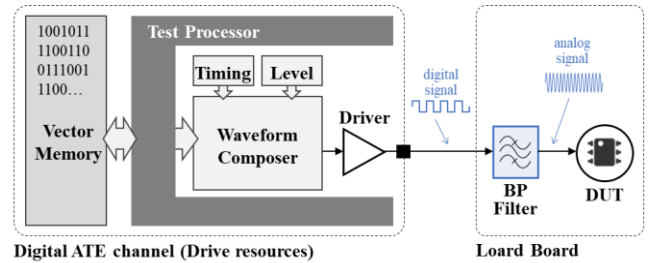 1001011
1100110
0111001
1100...
Vector
Memory
Test Processor
Timing
Level
Waveform
Composer
Driver
digital
signal
analog
signal
BP
Filter
DUT
Digital ATE channel (Drive resources)
Loard Board